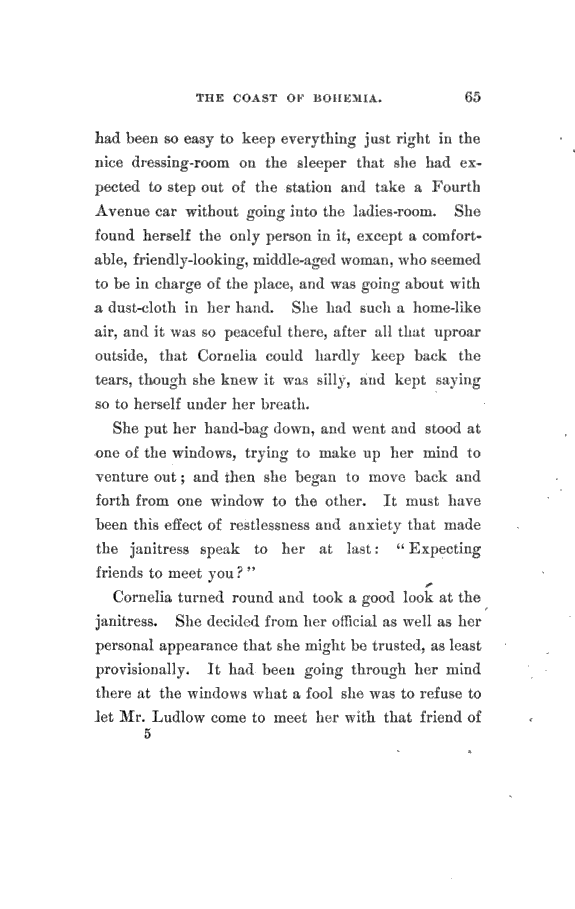 THE COAST OF BOHEMIA. 65
had been so easy to keep everything just right in the
nice dressing-room on the sleeper that she had ex-
pected to step out of the station and take a Fourth
Avenue car without going into the ladies-room. She
found herself the only person in it, except a comfort-
able, friendly-looking, middle-aged woman, who seemed
to be in charge of the place, and was going about with
a dust-cloth in her hand. She had such a home-like
air, and it was so peaceful there, after all that uproar
outside, that Cornelia could hardly keep back the
tears, though she knew it was silly, and kept saying
so to herself under her breath.
She put her hand-bag down, and went and stood at
one of the windows, trying to make up her mind to
venture out; and then she began to move back and
forth from one window to the other. It must have
been this effect of restlessness and anxiety that made
the janitress speak to her at last: “Expecting
friends to meet you?”
Cornelia turned round and took a good look at the
janitress. She decided from her official as well as her
personal appearance that she might be trusted, as least
provisionally. It had been going through her mind
there at the windows what a fool she was to refuse to
let Mr. Ludlow come to meet her with that friend of
5